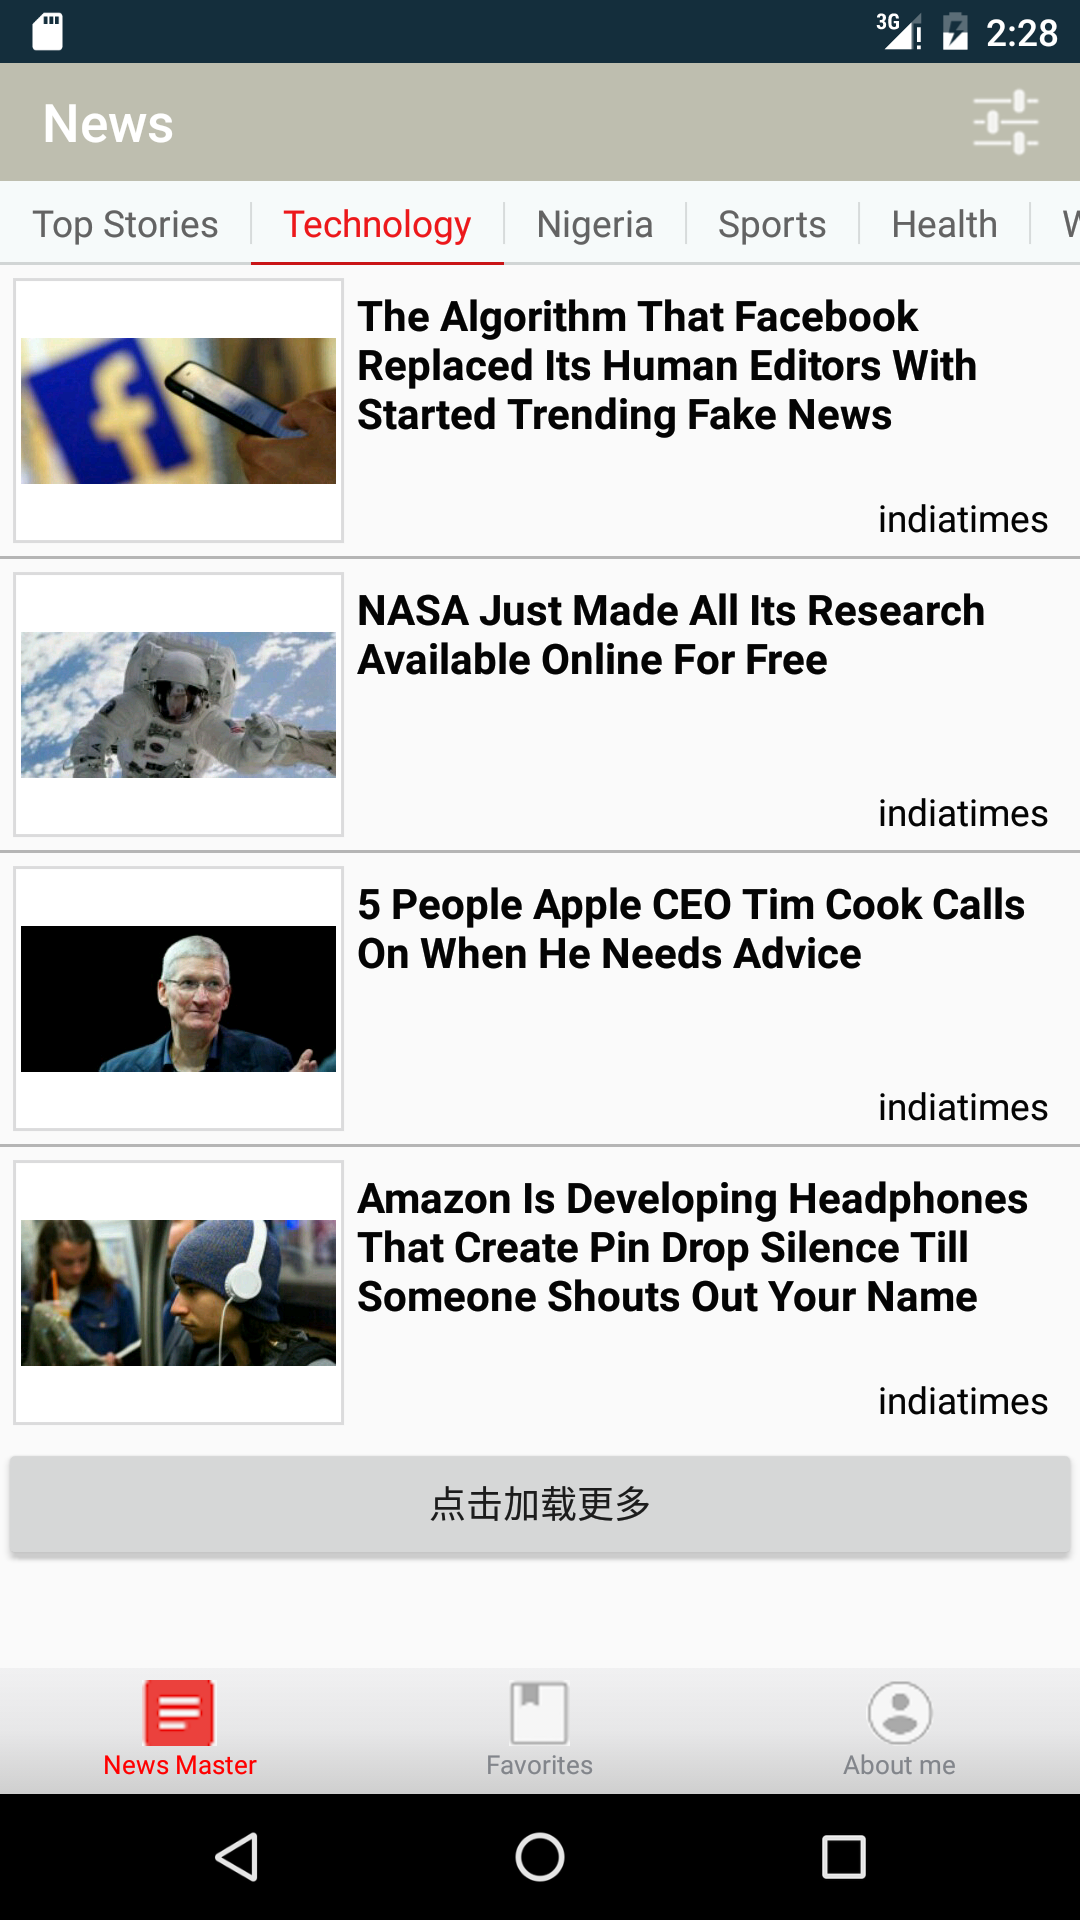 3G 2:28
News
Top Stories Technology Nigeria Sports Health
The Algorithm That Facebook
Replaced Its Human Editors With
Started Trending Fake News
indiatimes
NASA Just Made All Its Research
Available Online For Free
indiatimes
5 People Apple CEO Tim Cook Calls
On When He Needs Advice
indiatimes
Amazon Is Developing Headphones
That Create Pin Drop Silence Till
Someone Shouts Out Your Name
indiatimes
点击加载更多
News Master Favorites About me